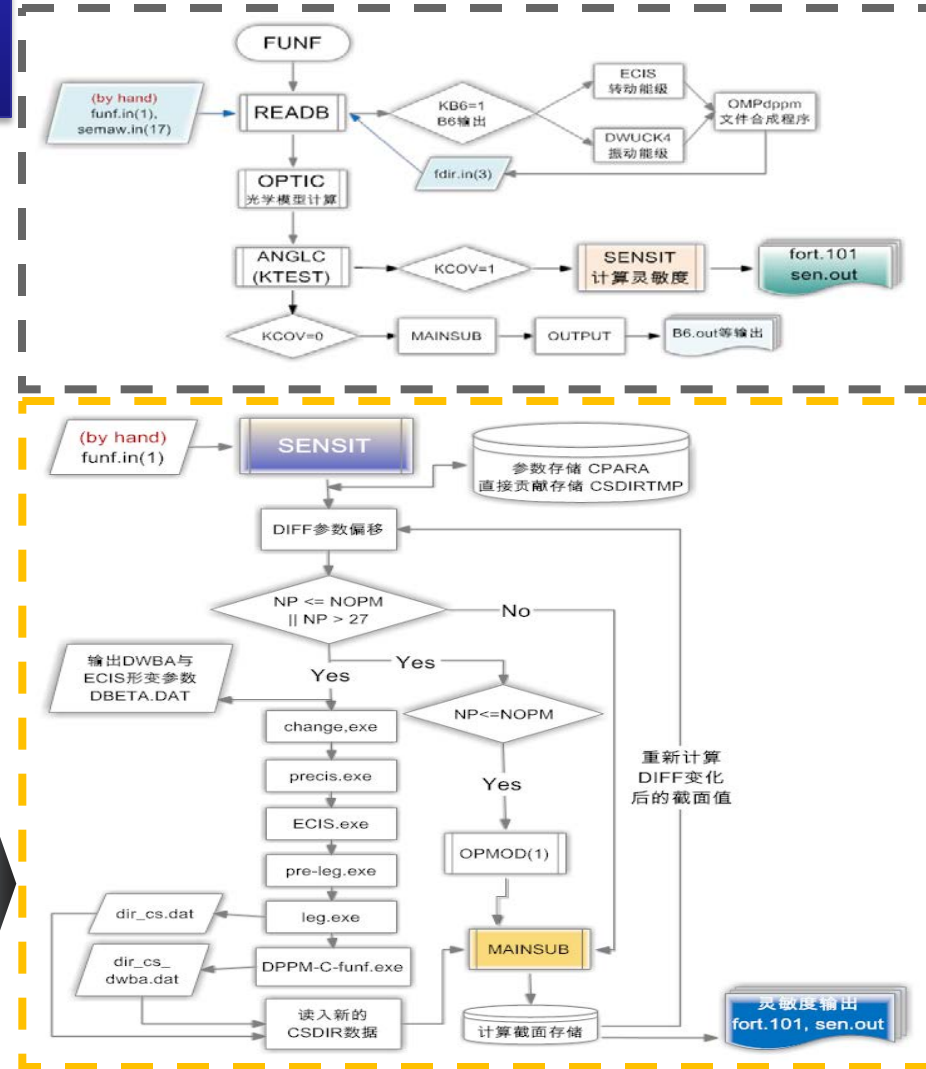 FUNF
(by hand)
funf.in(1),
semaw.in(17)
READB
KB6=1
B6输出
ECIS
转动能级
DWUCK4
振动能级
OMPdppm
文件合成程序
fdir.in(3)
OPTIC
光学模型计算
ANGLC
(KTEST)
KCOV=1
SENSIT
计算灵敏度
fort.101
sen.out
KCOV=0
MAINSUB
OUTPUT
B6.out等输出
(by hand)
funf.in(1)
SENSIT
参数存储 CPARA
直接贡献存储 CSDIRTMP
DIFF参数偏移
NP <= NOPM
|| NP > 27
No
Yes
Yes
输出DWBA与
ECIS形变参数
DBETA.DAT
change,exe
NP<=NOPM
precis.exe
Yes
重新计算
DIFF变化
后的截面值
ECIS.exe
pre-leg.exe
OPMOD(1)
dir_cs.dat
leg.exe
MAINSUB
dir_cs_
dwba.dat
DPPM-C-funf.exe
读入新的
CSDIR数据
计算截面存储
灵敏度输出
fort.101, sen.out